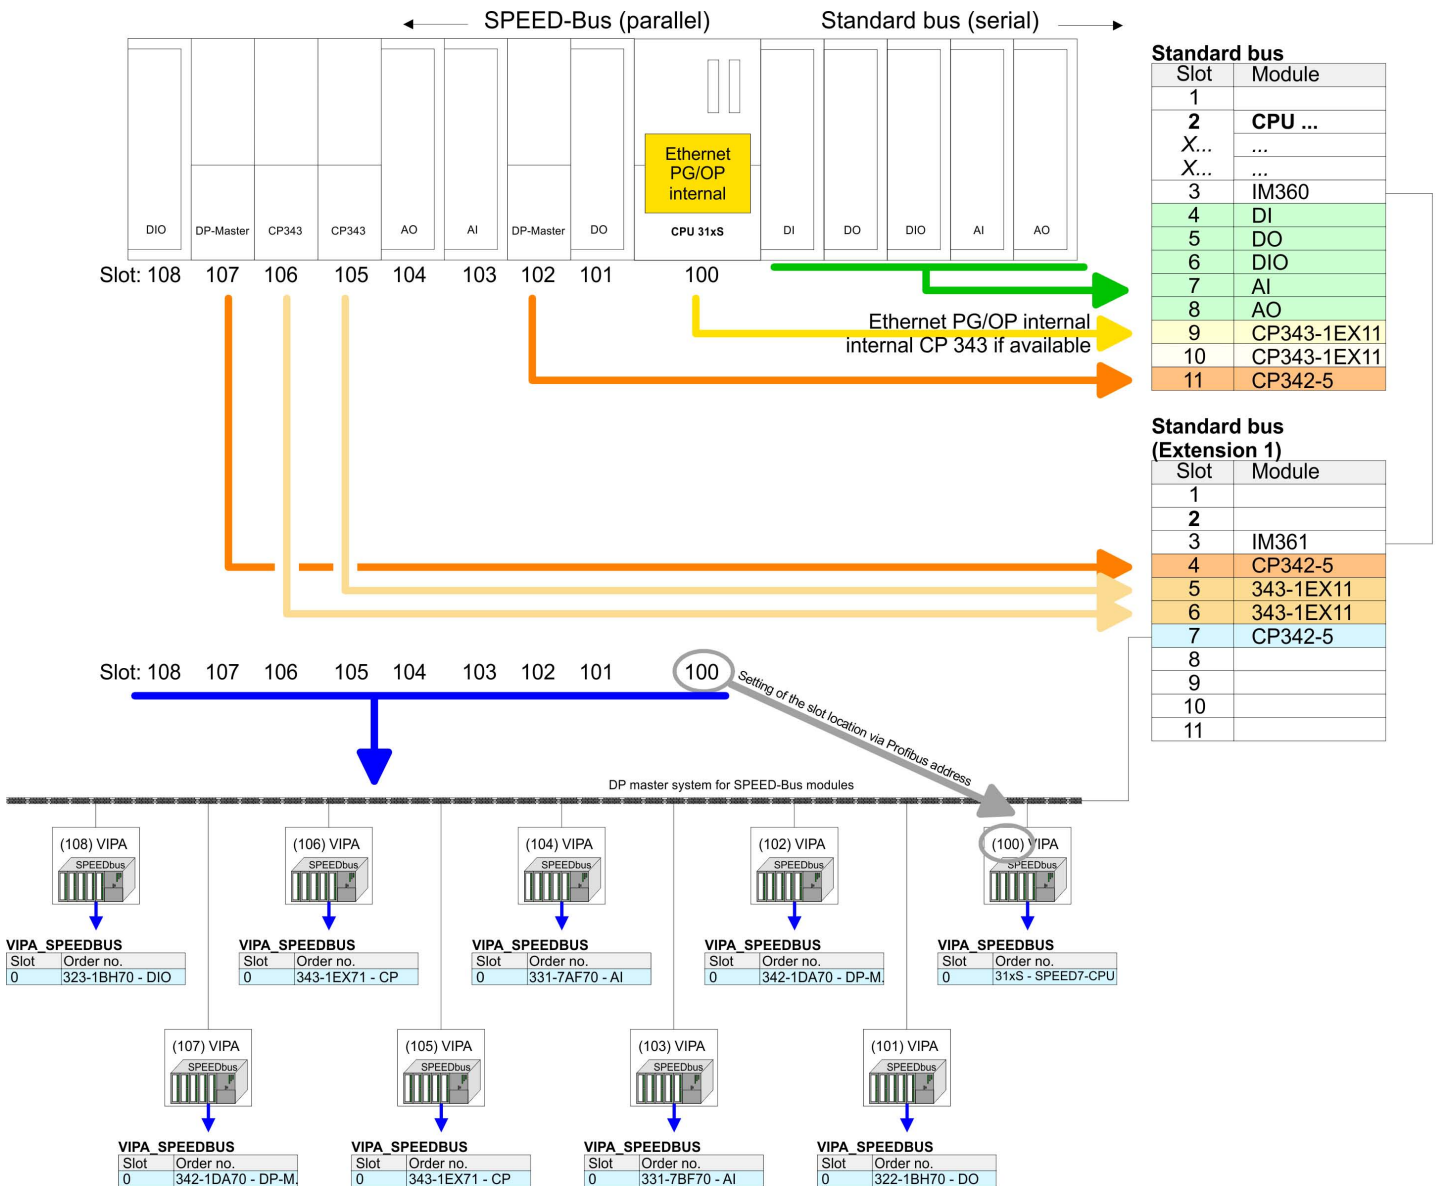 SPEED-Bus (parallel) Standard bus (serial)
Ethernet
PG/OP
internal
DIO DP-Master CP343 CP343 AO AI DP-Master DO CPU 31xS DI DO DIO AI AO
Slot: 108 107 106 105 104 103 102 101 100
Ethernet PG/OP internal
internal CP 343 if available
Standard bus
Slot Module
1
2 CPU ...
X... ...
X... ...
3 IM360
4 DI
5 DO
6 DIO
7 AI
8 AO
9 CP343-1EX11
10 CP343-1EX11
11 CP342-5
Standard bus
(Extension 1)
Slot Module
1
2
3 IM361
4 CP342-5
5 343-1EX11
6 343-1EX11
7 CP342-5
8
9
10
11
Slot: 108 107 106 105 104 103 102 101 100
Setting of the slot location via Profibus address
DP master system for SPEED-Bus modules
(108) VIPA (106) VIPA (104) VIPA (102) VIPA (100) VIPA
SPEEDbus SPEEDbus SPEEDbus SPEEDbus SPEEDbus
VIPA_SPEEDBUS VIPA_SPEEDBUS VIPA_SPEEDBUS VIPA_SPEEDBUS VIPA_SPEEDBUS
Slot Order no. Slot Order no. Slot Order no. Slot Order no. Slot Order no.
0 323-1BH70 - DIO 0 343-1EX71 - CP 0 331-7AF70 - AI 0 342-1DA70 - DP-M. 0 31xS - SPEED7-CPU
(107) VIPA (105) VIPA (103) VIPA (101) VIPA
SPEEDbus SPEEDbus SPEEDbus SPEEDbus
VIPA_SPEEDBUS VIPA_SPEEDBUS VIPA_SPEEDBUS VIPA_SPEEDBUS
Slot Order no. Slot Order no. Slot Order no. Slot Order no.
0 342-1DA70 - DP-M. 0 343-1EX71 - CP 0 331-7BF70 - AI 0 322-1BH70 - DO